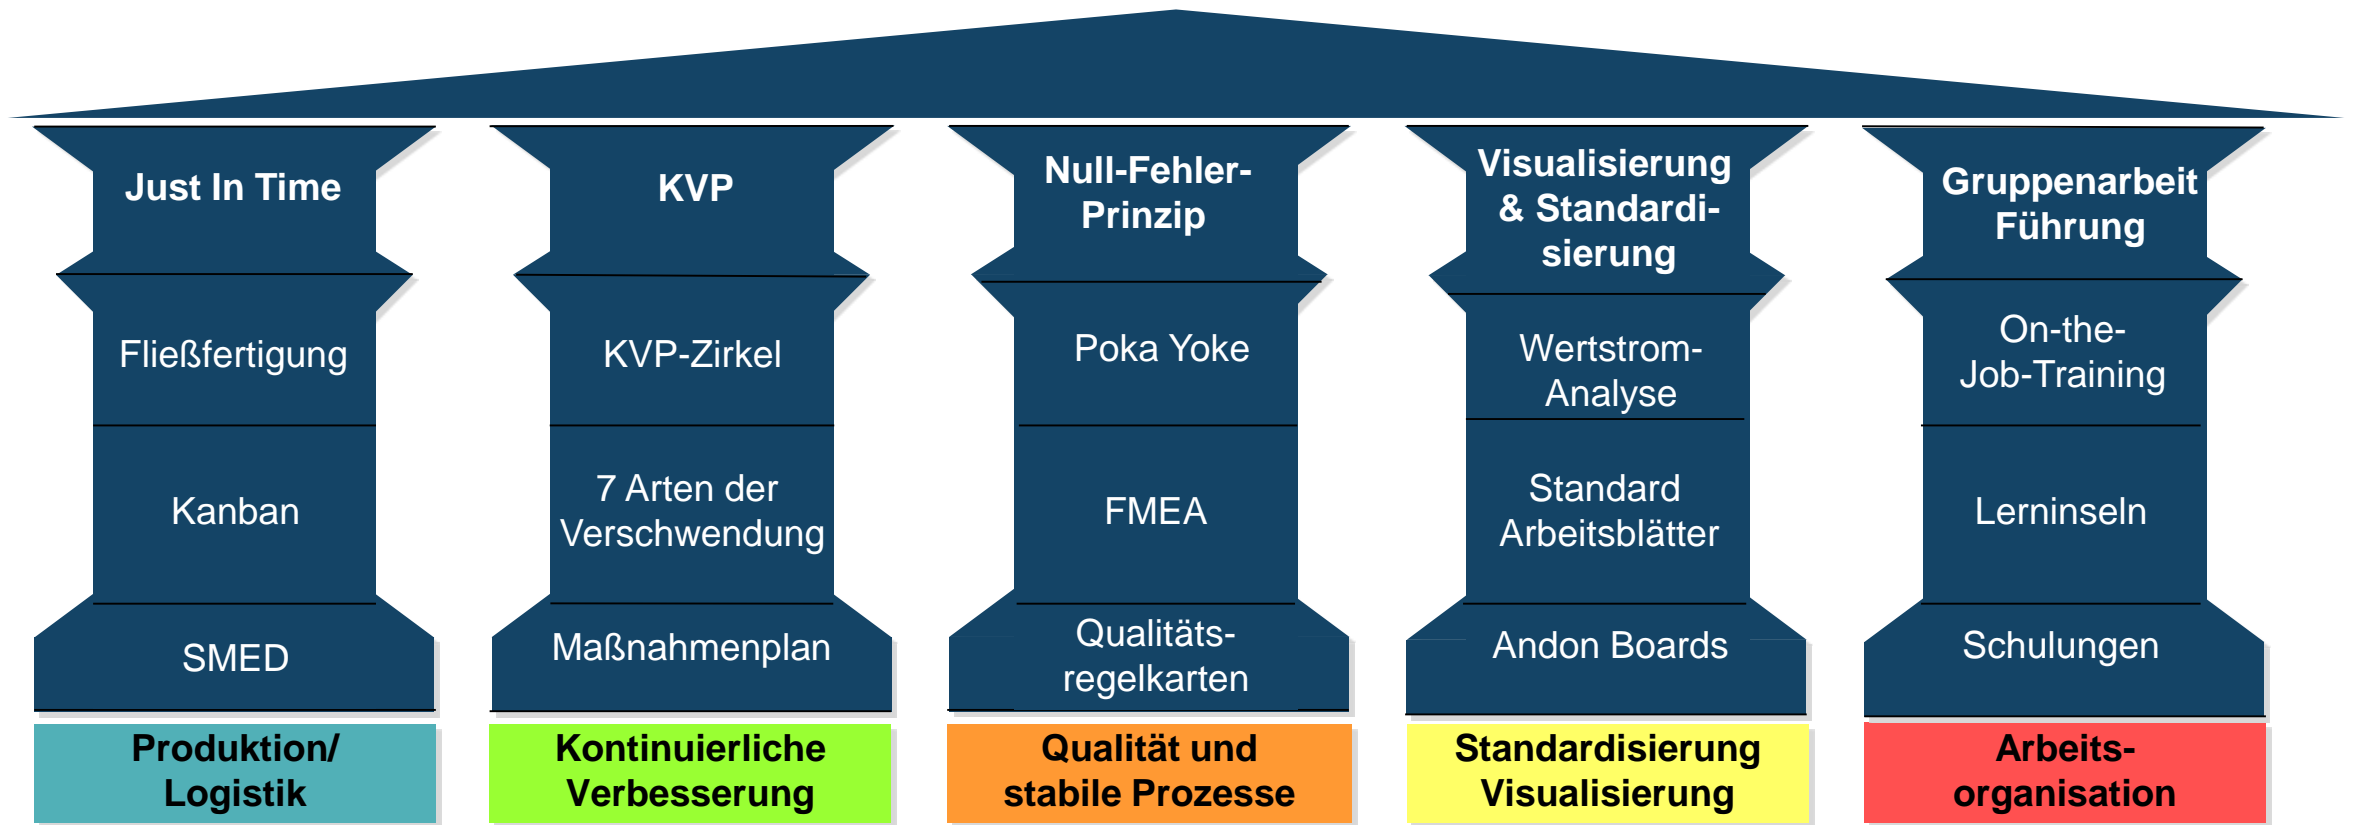 Just In Time
Fließfertigung
Kanban
SMED
Produktion/
Logistik
KVP
KVP-Zirkel
7 Arten der
Verschwendung
Maßnahmenplan
Kontinuierliche
Verbesserung
Null-Fehler-
Prinzip
Poka Yoke
FMEA
Qualitäts-
regelkarten
Qualität und
stabile Prozesse
Visualisierung
& Standardi-
sierung
Wertstrom-
Analyse
Standard
Arbeitsblätter
Andon Boards
Standardisierung
Visualisierung
Gruppenarbeit
Führung
On-the-
Job-Training
Lerninseln
Schulungen
Arbeits-
organisation